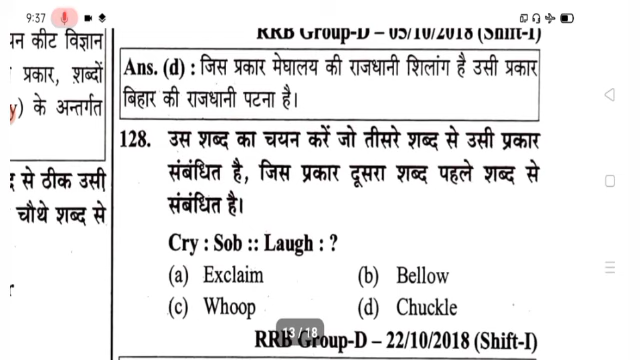 9:37
RRB Group-D – 05/10/2018 (Shift-I)
न कीट विज्ञान
प्रकार, शब्दों
के अन्तर्गत
से ठीक उसी
चौथे शब्द से
Ans. (d) : जिस प्रकार मेघालय की राजधानी शिलांग है उसी प्रकार
बिहार की राजधानी पटना है।
128. उस शब्द का चयन करें जो तीसरे शब्द से उसी प्रकार
संबंधित है, जिस प्रकार दूसरा शब्द पहले शब्द से
संबंधित है।
Cry : Sob :: Laugh : ?
(a) Exclaim (b) Bellow
(c) Whoop (d) Chuckle
13/18
RRB Group-D – 22/10/2018 (Shift-I)